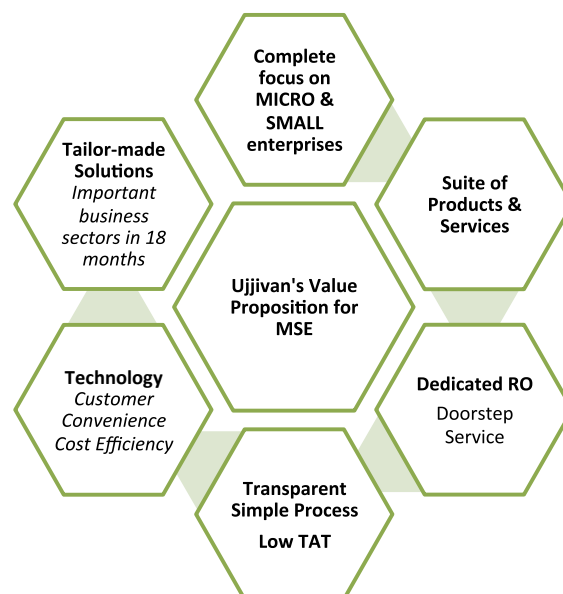 Complete
focus on
MICRO &
SMALL
enterprises
Tailor-made
Solutions
Important
business
sectors in 18
months
Suite of
Products &
Services
Ujjivan's Value
Proposition for
MSE
Technology
Customer
Convenience
Cost Efficiency
Dedicated RO
Doorstep
Service
Transparent
Simple Process
Low TAT